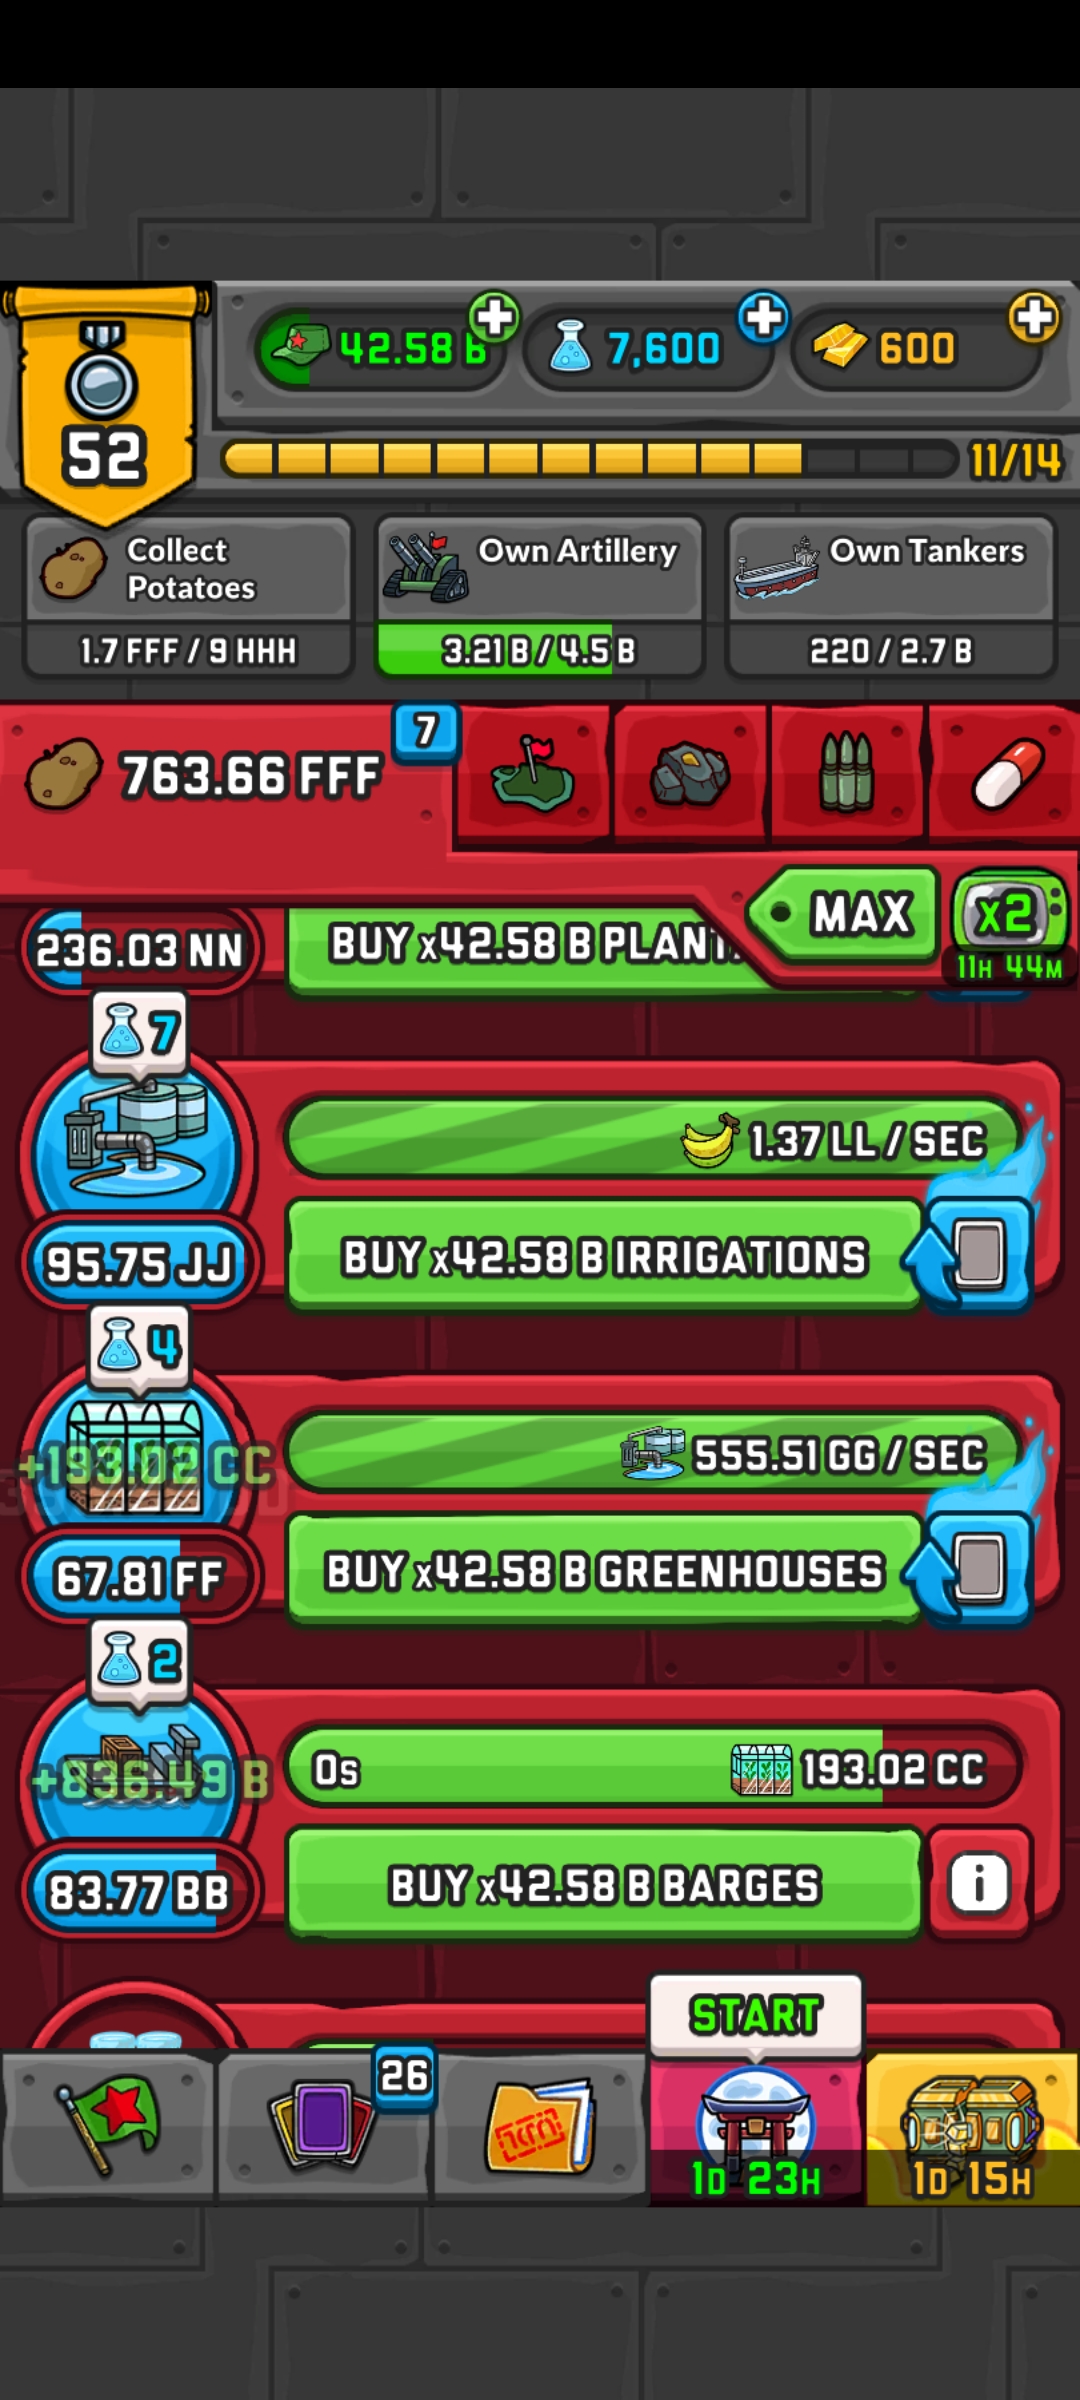 42.58 B
7,600
600
52
11/14
Collect
Potatoes
1.7 FFF / 9 HHH
Own Artillery
3.21 B / 4.5 B
Own Tankers
220 / 2.7 B
763.66 FFF
7
MAX
x2
11H 44M
236.03 NN
BUY x42.58 B PLANT
7
1.37 LL / SEC
95.75 JJ
BUY x42.58 B IRRIGATIONS
4
+193.02 CC
555.51 GG / SEC
67.81 FF
BUY x42.58 B GREENHOUSES
2
+836.49 B
0s
193.02 CC
83.77 BB
BUY x42.58 B BARGES
i
START
26
1D 23H
1D 15H